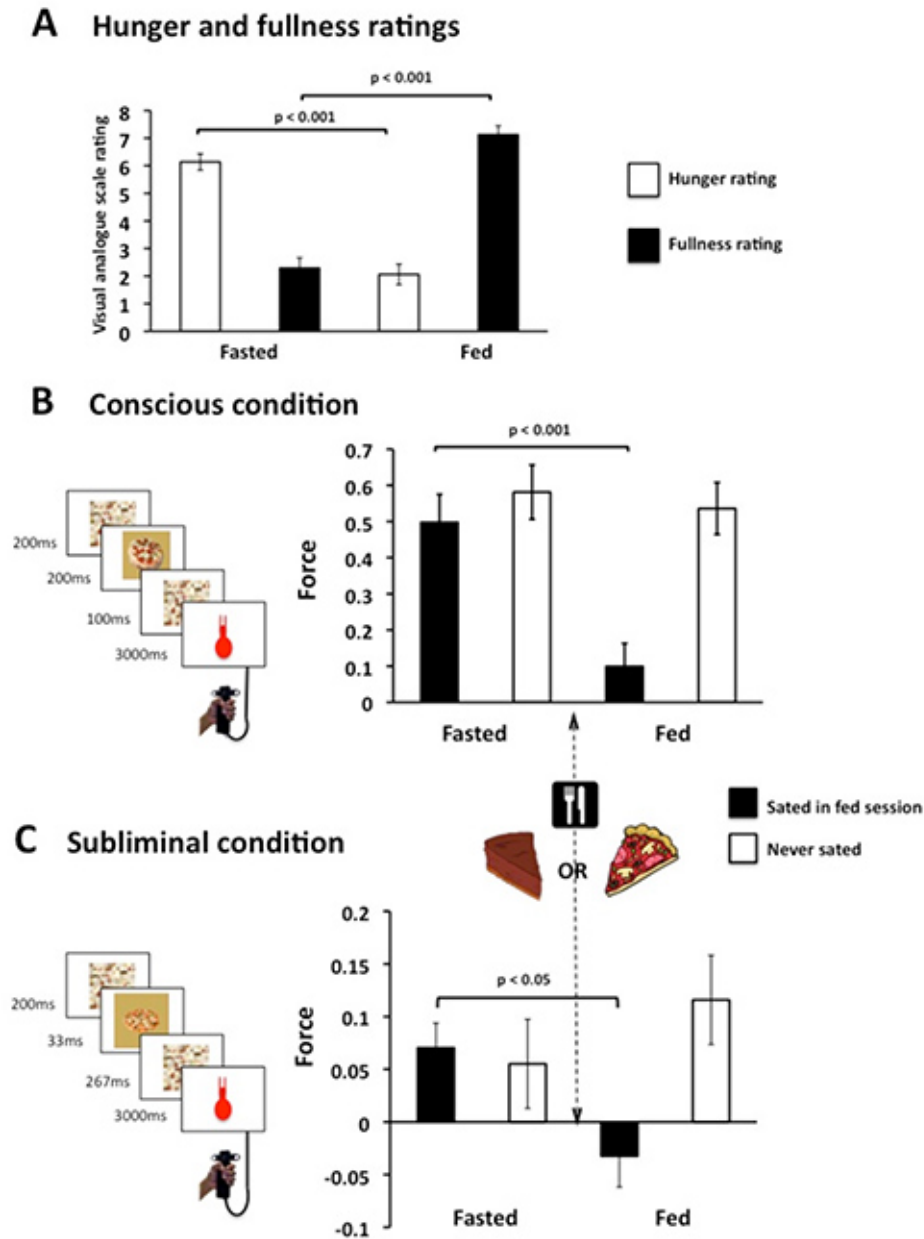 A Hunger and fullness ratings
p < 0.001
p < 0.001
Visual analogue scale rating
8
7
6
5
4
3
2
1
0
Fasted
Fed
Hunger rating
Fullness rating
B Conscious condition
200ms
200ms
100ms
3000ms
p < 0.001
Force
0.7
0.6
0.5
0.4
0.3
0.2
0.1
0
Fasted
Fed
Sated in fed session
Never sated
OR
C Subliminal condition
200ms
33ms
267ms
3000ms
p < 0.05
Force
0.2
0.15
0.1
0.05
0
-0.05
-0.1
Fasted
Fed